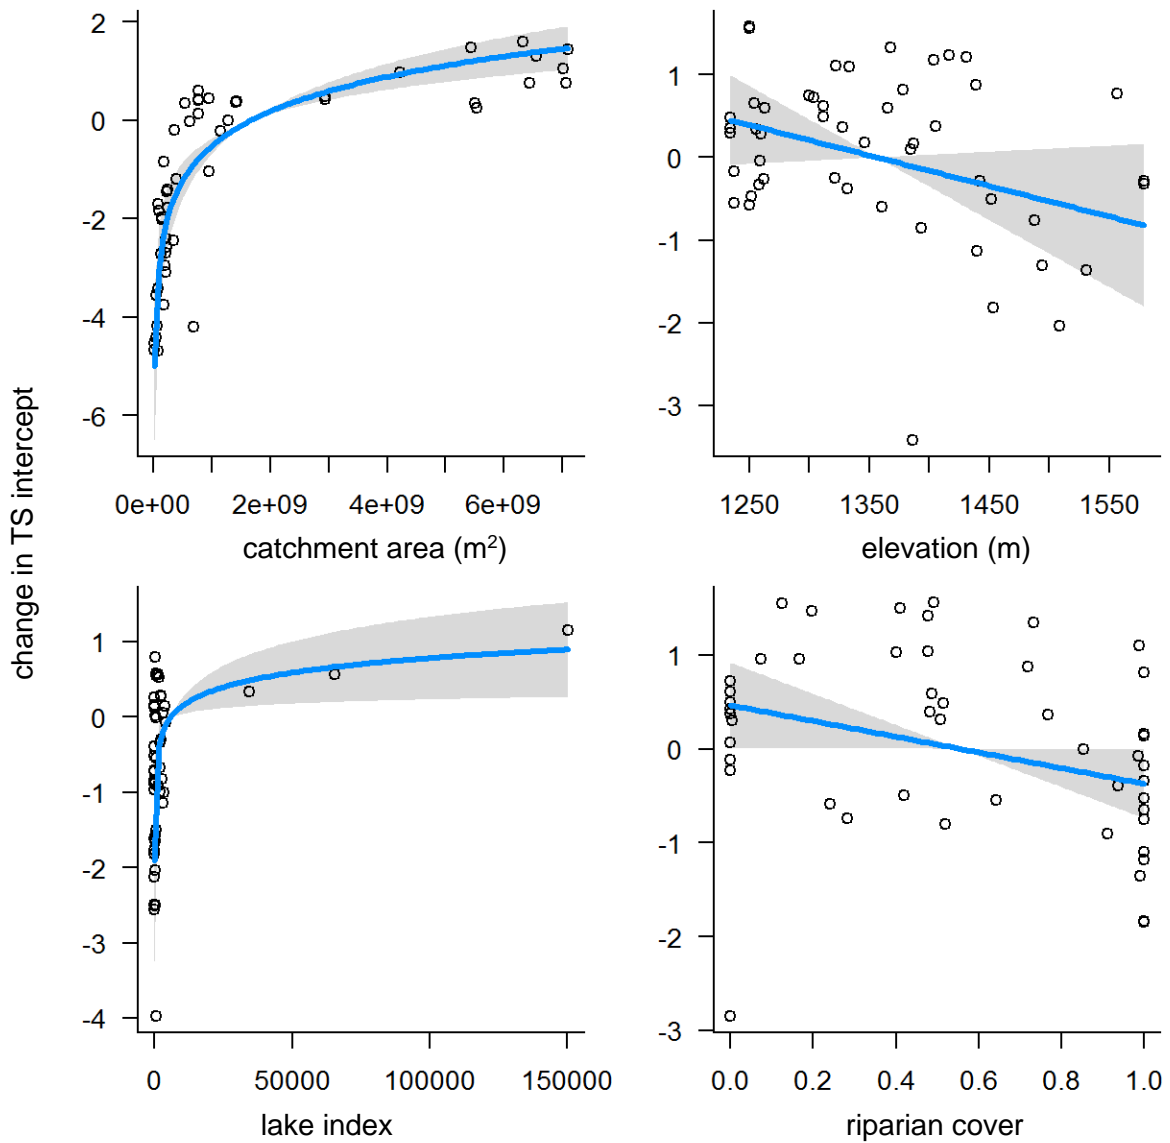 change in TS intercept
2
0
-2
-4
-6
0e+00 2e+09 4e+09 6e+09
catchment area (m²)
1
0
-1
-2
-3
1250 1350 1450 1550
elevation (m)
1
0
-1
-2
-3
-4
0 50000 100000 150000
lake index
1
0
-1
-2
-3
0.0 0.2 0.4 0.6 0.8 1.0
riparian cover